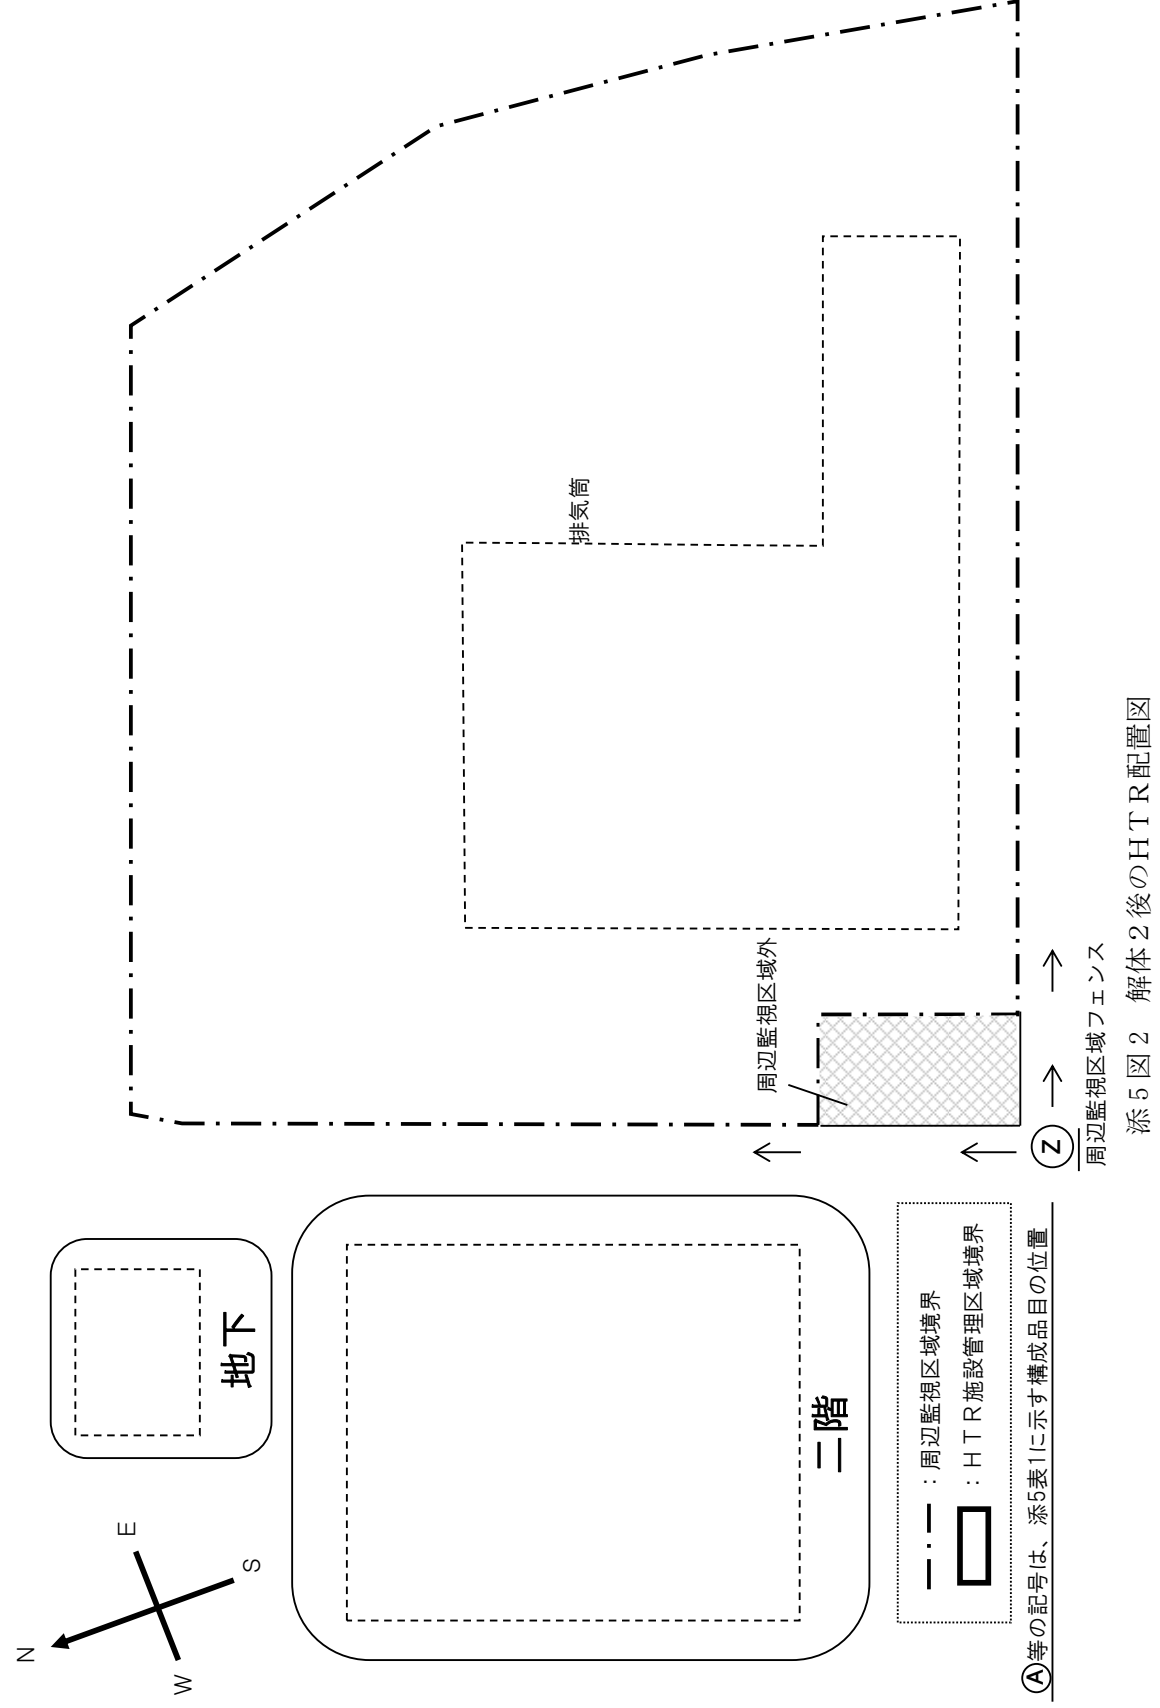 N
E
S
W
地下
二階
排気筒
周辺監視区域外
：周辺監視区域境界
：ＨＴＲ施設管理区域境界
Ⓐ等の記号は、添5表1に示す構成品目の位置
Ⓩ
周辺監視区域フェンス
添５図２　解体２後のＨＴＲ配置図